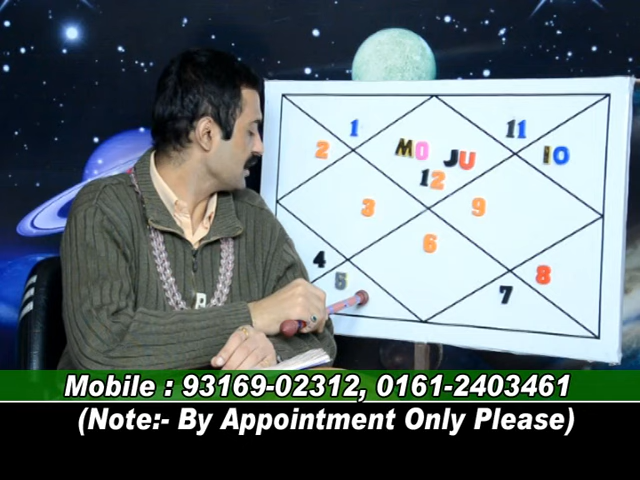 1 11
2 MO JU 10
12
3 9
6
4 8
5 7
Mobile : 93169-02312, 0161-2403461
(Note:- By Appointment Only Please)